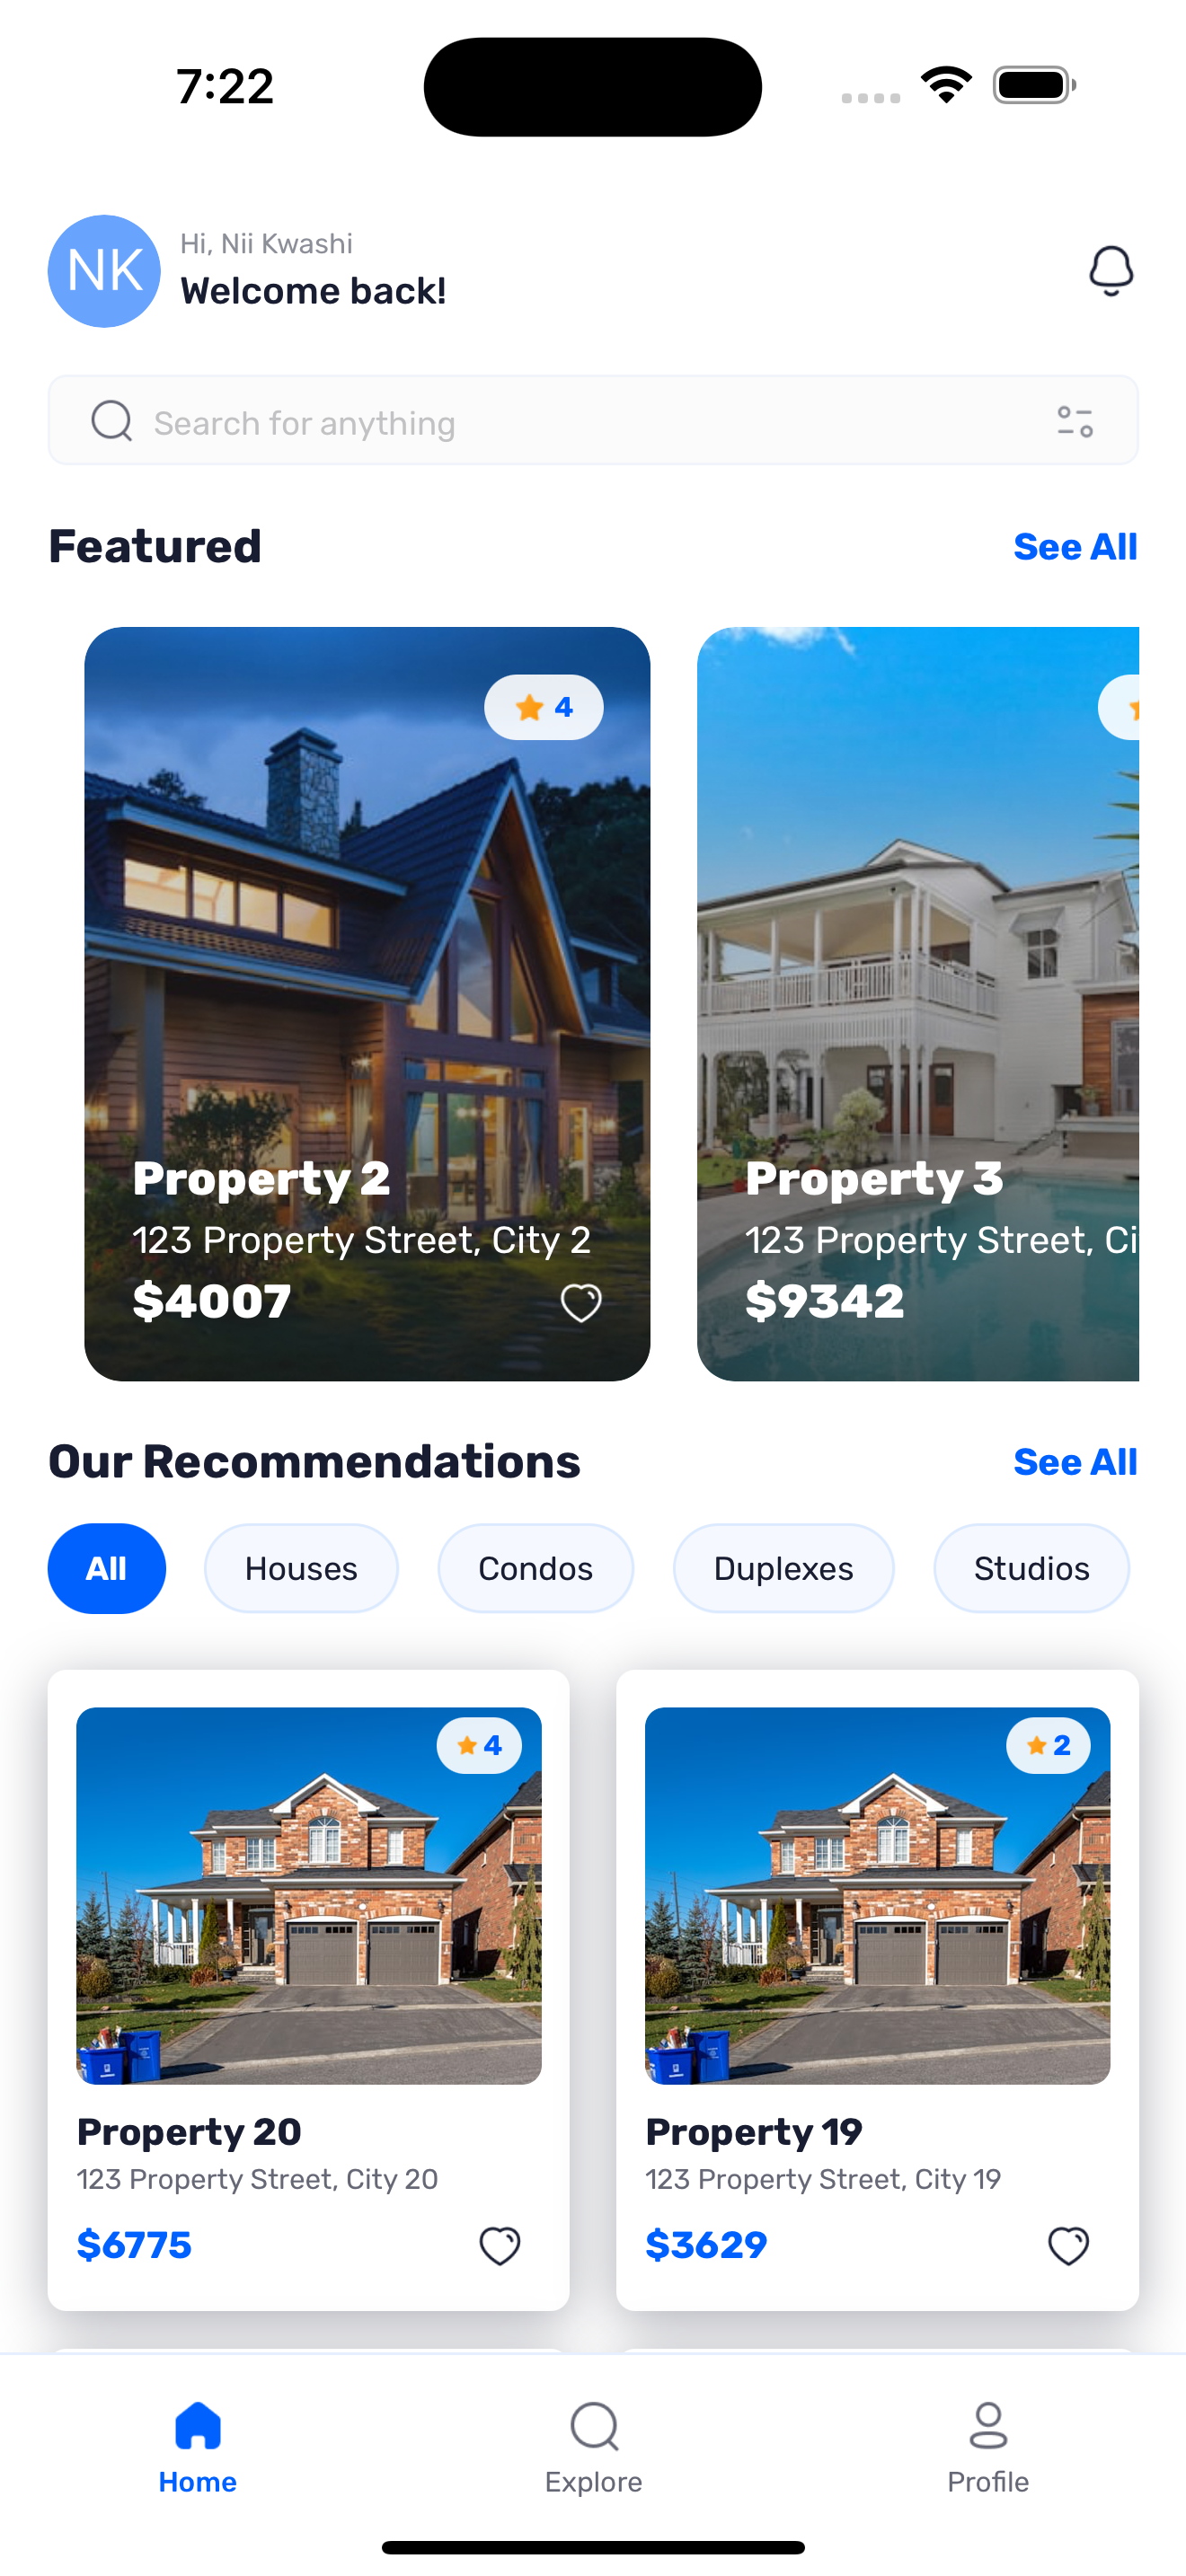 7:22
NK
Hi, Nii Kwashi
Welcome back!
Search for anything
Featured
See All
4
Property 2
123 Property Street, City 2
$4007
Property 3
123 Property Street, Ci
$9342
Our Recommendations
See All
All
Houses
Condos
Duplexes
Studios
4
Property 20
123 Property Street, City 20
$6775
2
Property 19
123 Property Street, City 19
$3629
Home
Explore
Profile